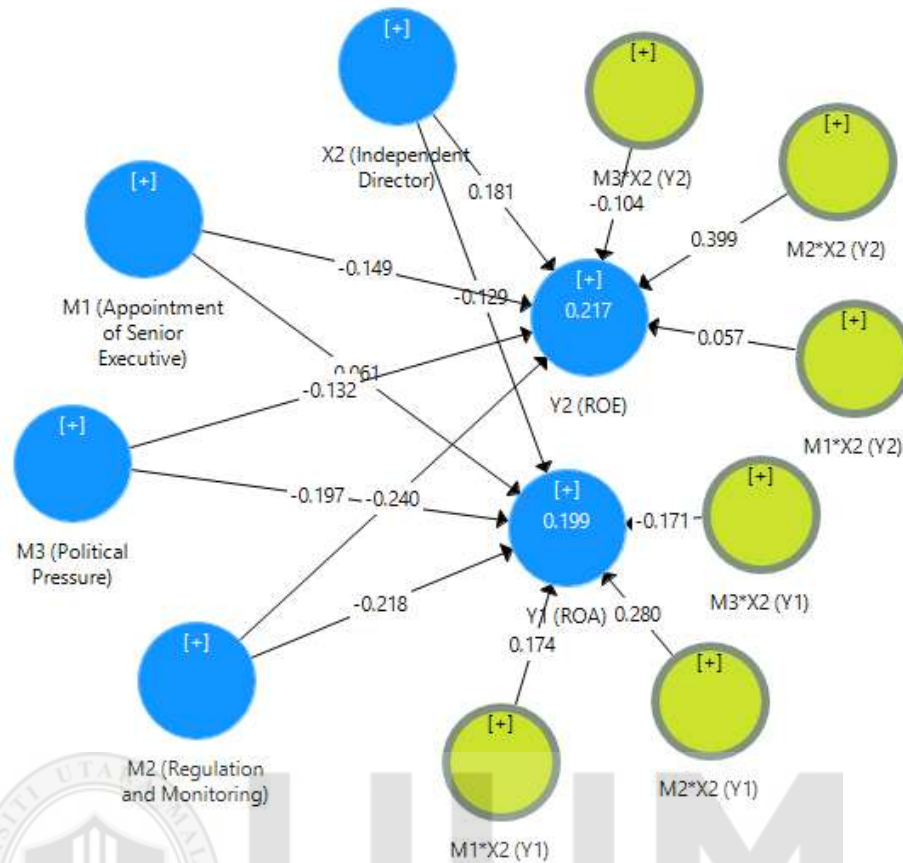 [+]
X2 (Independent
Director)
[+]
M3*X2 (Y2)
[+]
M2*X2 (Y2)
[+]
M1 (Appointment
of Senior
Executive)
0.181
-0.104
0.399
-0.149
-0.129
[+]
0.217
Y2 (ROE)
0.057
[+]
M1*X2 (Y2)
0.061
-0.132
[+]
M3 (Political
Pressure)
-0.197
-0.240
[+]
0.199
Y1 (ROA)
-0.171
[+]
M3*X2 (Y1)
-0.218
0.174
0.280
[+]
M2 (Regulation
and Monitoring)
[+]
M1*X2 (Y1)
[+]
M2*X2 (Y1)
UUM